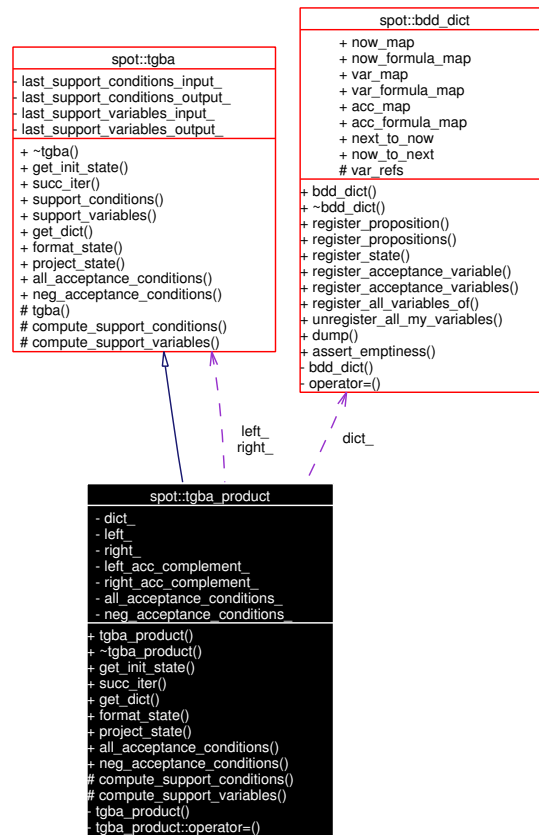 spot::tgba
- last_support_conditions_input_
- last_support_conditions_output_
- last_support_variables_input_
- last_support_variables_output_
+ ~tgba()
+ get_init_state()
+ succ_iter()
+ support_conditions()
+ support_variables()
+ get_dict()
+ format_state()
+ project_state()
+ all_acceptance_conditions()
+ neg_acceptance_conditions()
# tgba()
# compute_support_conditions()
# compute_support_variables()
spot::bdd_dict
+ now_map
+ now_formula_map
+ var_map
+ var_formula_map
+ acc_map
+ acc_formula_map
+ next_to_now
+ now_to_next
# var_refs
+ bdd_dict()
+ ~bdd_dict()
+ register_proposition()
+ register_propositions()
+ register_state()
+ register_acceptance_variable()
+ register_acceptance_variables()
+ register_all_variables_of()
+ unregister_all_my_variables()
+ dump()
+ assert_emptiness()
- bdd_dict()
- operator=()
left_
right_
dict_
spot::tgba_product
- dict_
- left_
- right_
- left_acc_complement_
- right_acc_complement_
- all_acceptance_conditions_
- neg_acceptance_conditions_
+ tgba_product()
+ ~tgba_product()
+ get_init_state()
+ succ_iter()
+ get_dict()
+ format_state()
+ project_state()
+ all_acceptance_conditions()
+ neg_acceptance_conditions()
# compute_support_conditions()
# compute_support_variables()
- tgba_product()
- tgba_product::operator=()